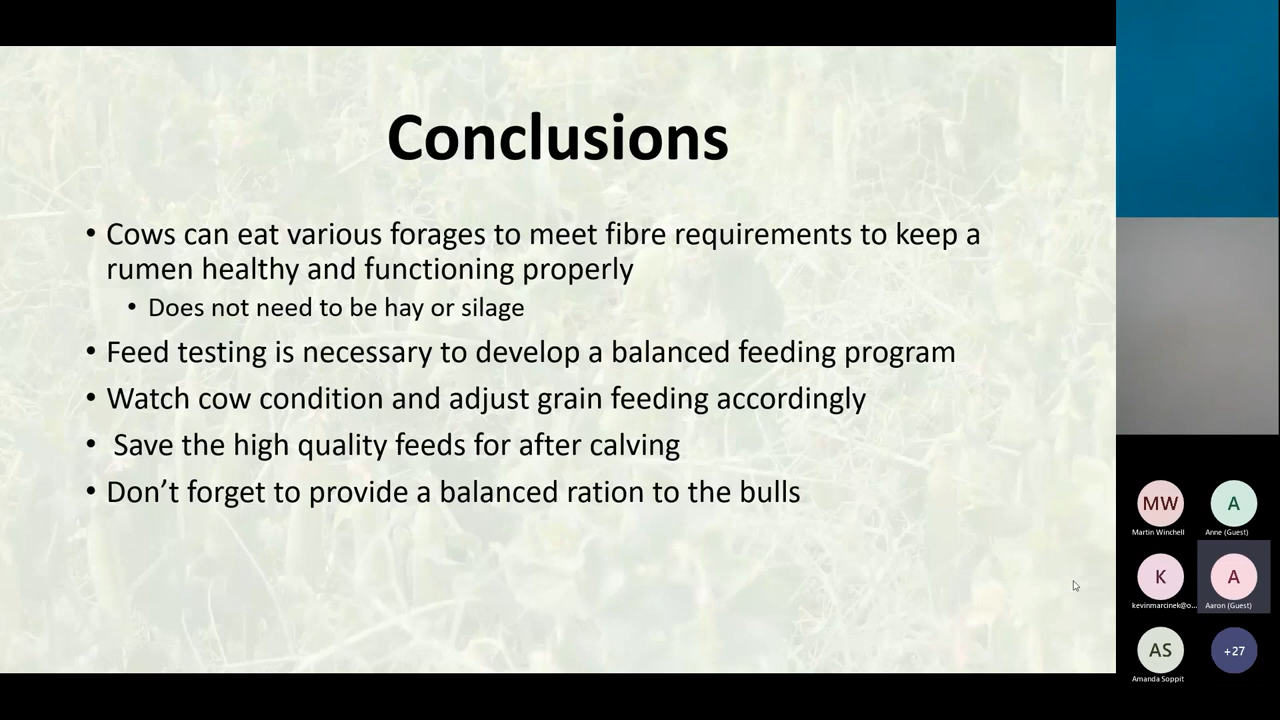 Conclusions
• Cows can eat various forages to meet fibre requirements to keep a
rumen healthy and functioning properly
• Does not need to be hay or silage
• Feed testing is necessary to develop a balanced feeding program
• Watch cow condition and adjust grain feeding accordingly
• Save the high quality feeds for after calving
• Don’t forget to provide a balanced ration to the bulls
MW A
Martin Winchell Anne (Guest)
K A
kevinmarcinek@o... Aaron (Guest)
AS +27
Amanda Soppit